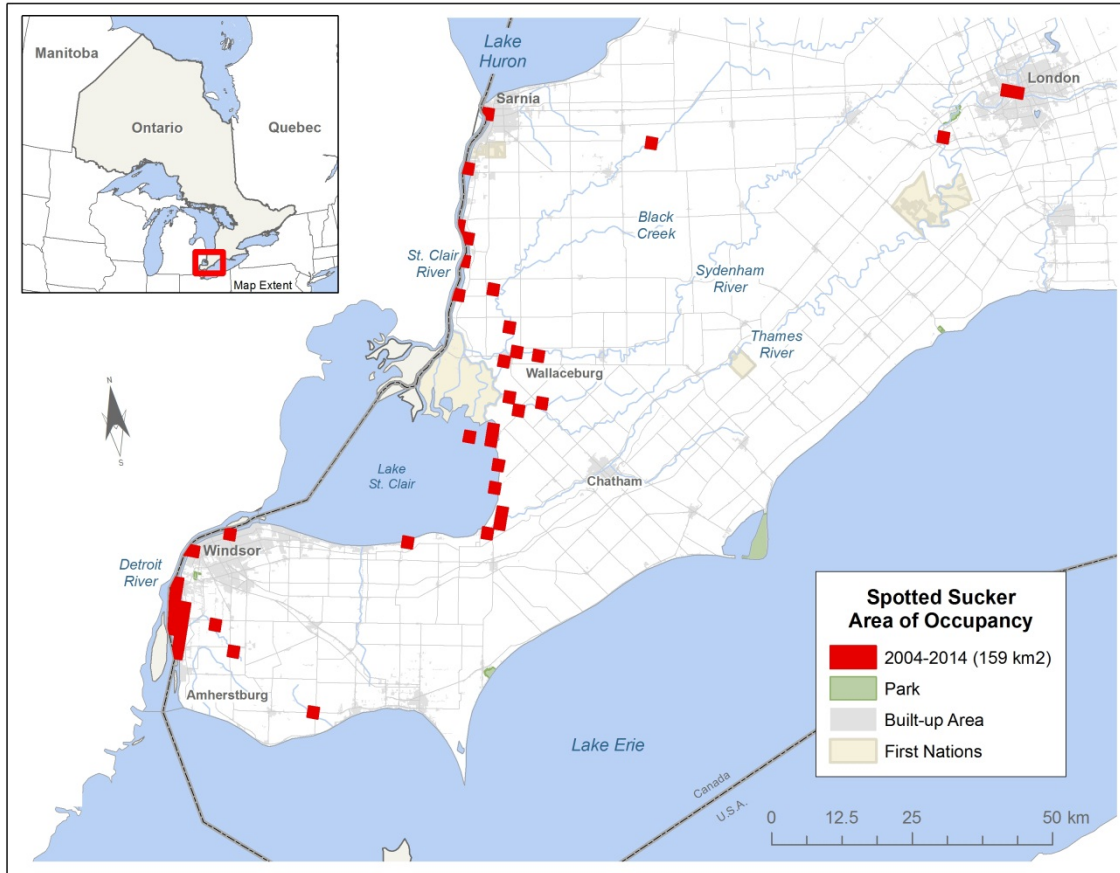 Manitoba
Ontario
Quebec
Map Extent
Lake
Huron
Sarnia
London
Black
Creek
St. Clair
River
Sydenham
River
Thames
River
Wallaceburg
N
S
Lake
St. Clair
Chatham
Windsor
Detroit
River
Amherstburg
Lake Erie
Canada
U.S.A.
Spotted Sucker
Area of Occupancy
2004-2014 (159 km2)
Park
Built-up Area
First Nations
0 12.5 25 50 km